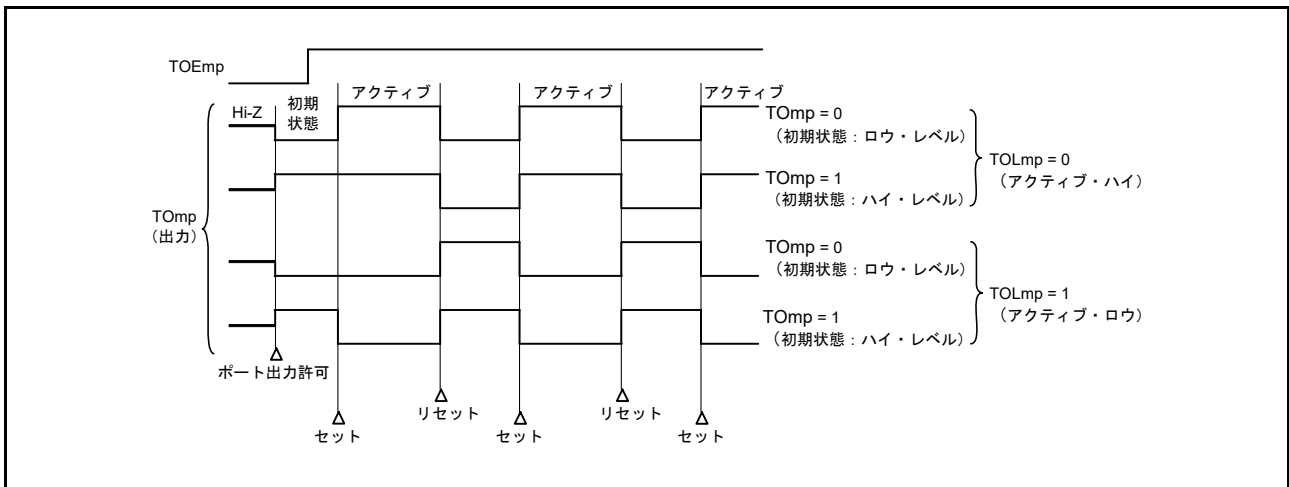 TOEmp
Hi-Z
初期
状態
アクティブ
アクティブ
アクティブ
TOmp = 0
（初期状態：ロウ・レベル）
TOmp = 1
（初期状態：ハイ・レベル）
TOLmp = 0
（アクティブ・ハイ）
TOmp
（出力）
TOmp = 0
（初期状態：ロウ・レベル）
TOmp = 1
（初期状態：ハイ・レベル）
TOLmp = 1
（アクティブ・ロウ）
ポート出力許可
セット
リセット
セット
リセット
セット